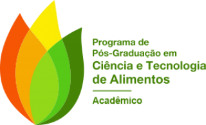 Programa de
Pós-Graduação em
Ciência e Tecnologia
de Alimentos
Acadêmico